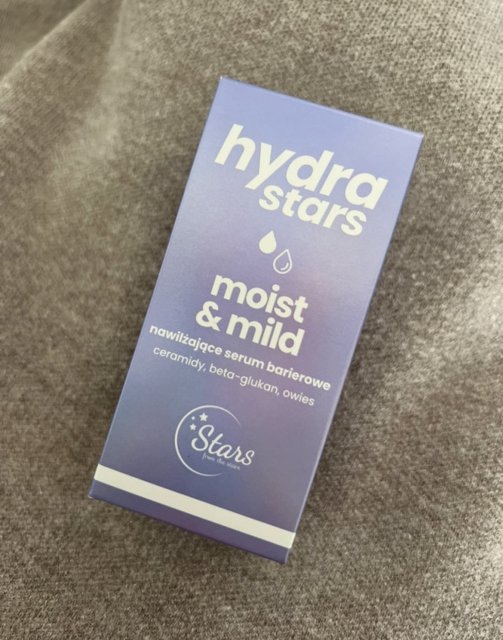 hydra
stars
moist
& mild
nawilżające serum barierowe
ceramidy, beta-glukan, owies
Stars
from the stars